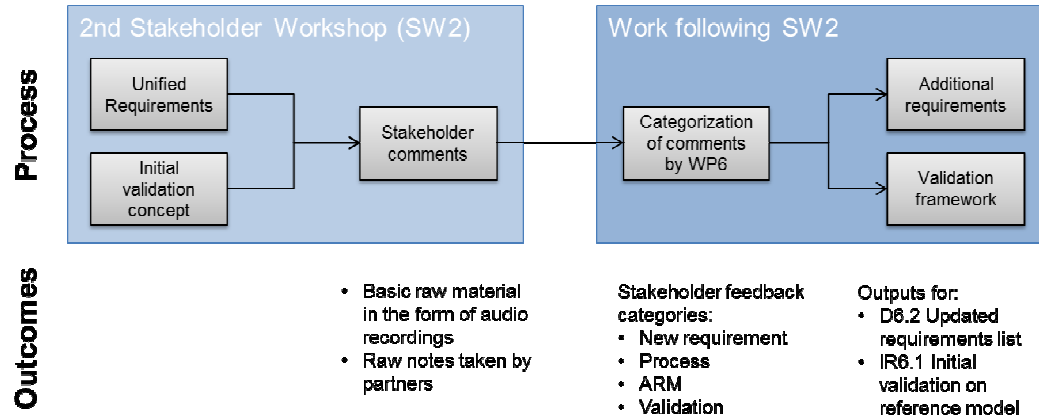 Process
2nd Stakeholder Workshop (SW2)
Unified
Requirements
Initial
validation
concept
Stakeholder
comments
Work following SW2
Categorization
of comments
by WP6
Additional
requirements
Validation
framework
Outcomes
• Basic raw material
in the form of audio
recordings
• Raw notes taken by
partners
Stakeholder feedback
categories:
• New requirement
• Process
• ARM
• Validation
Outputs for:
• D6.2 Updated
requirements list
• IR6.1 Initial
validation on
reference model